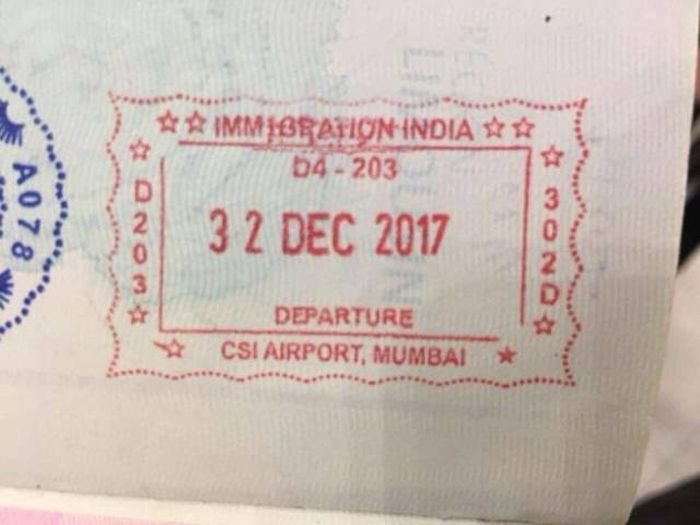 IMMIGRATION INDIA
D4 - 203
D203
32 DEC 2017
302D
DEPARTURE
CSI AIRPORT, MUMBAI
A078